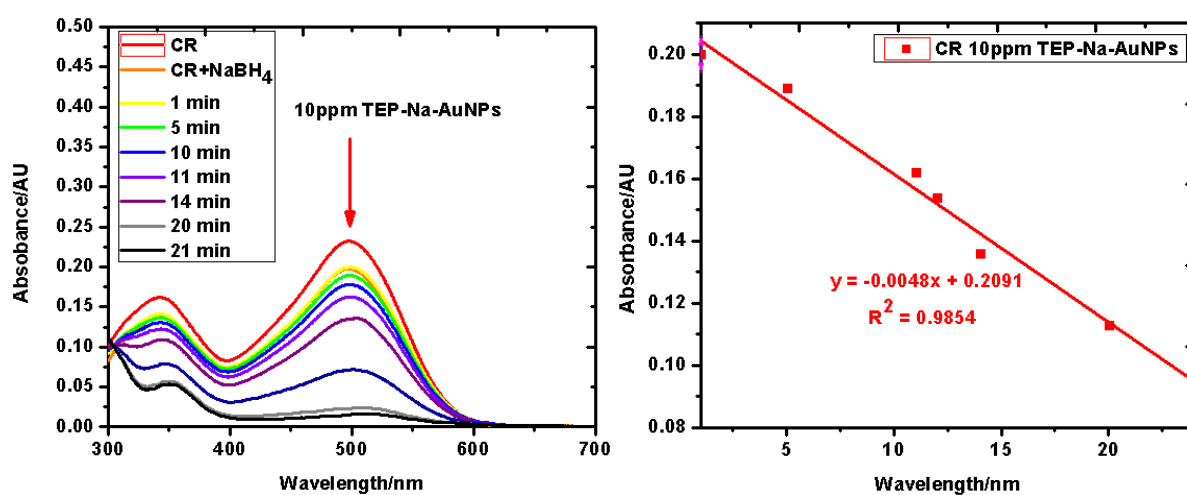 0.50
0.45
0.40
0.35
0.30
0.25
0.20
0.15
0.10
0.05
0.00
Absobance/AU
CR
CR+NaBH4
1 min
5 min
10 min
11 min
14 min
20 min
21 min
10ppm TEP-Na-AuNPs
300 400 500 600 700
Wavelength/nm
0.20
0.18
0.16
0.14
0.12
0.10
0.08
Absorbance/AU
CR 10ppm TEP-Na-AuNPs
y = -0.0048x + 0.2091
R2 = 0.9854
5 10 15 20
Wavelength/nm